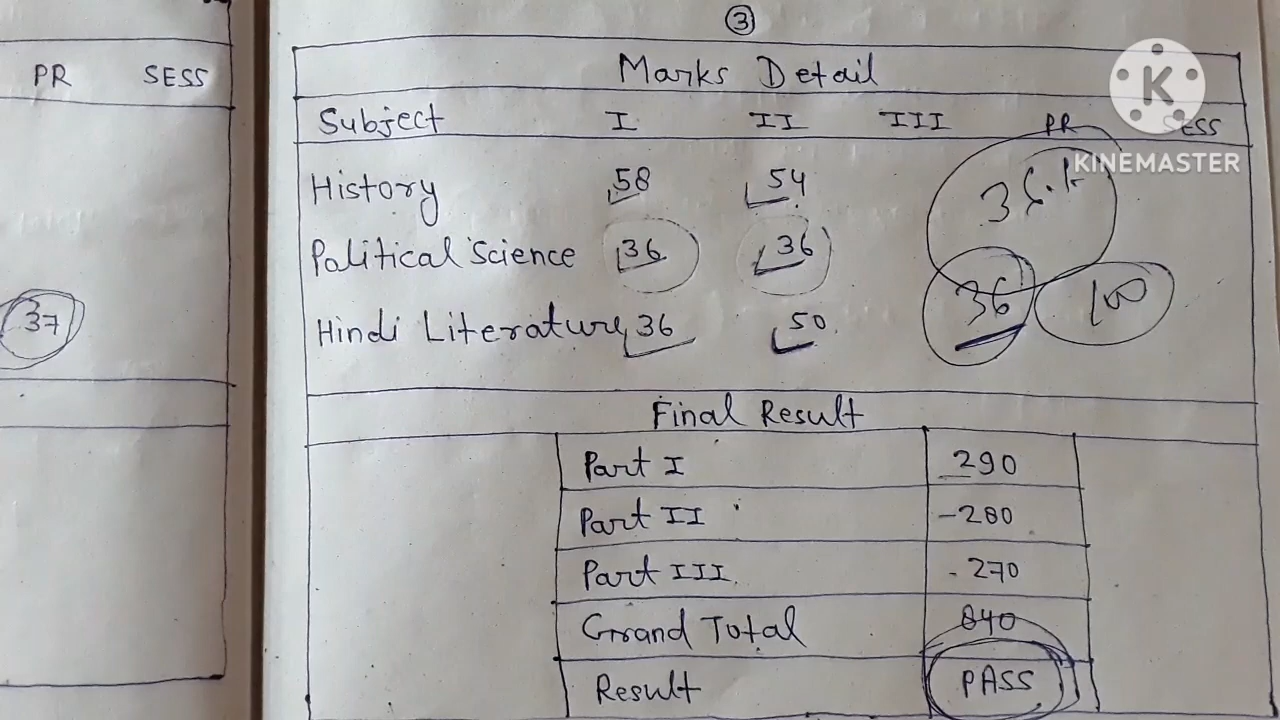 3
PR SESS
Marks Detail
Subject I II III PR SESS
K
KINEMASTER
History 58 54
Political Science 36 36
36 100
Hindi Literature 36 50
37
Final Result
Part I 290
Part II -280
Part III - 270
Grand Total 840
Result PASS